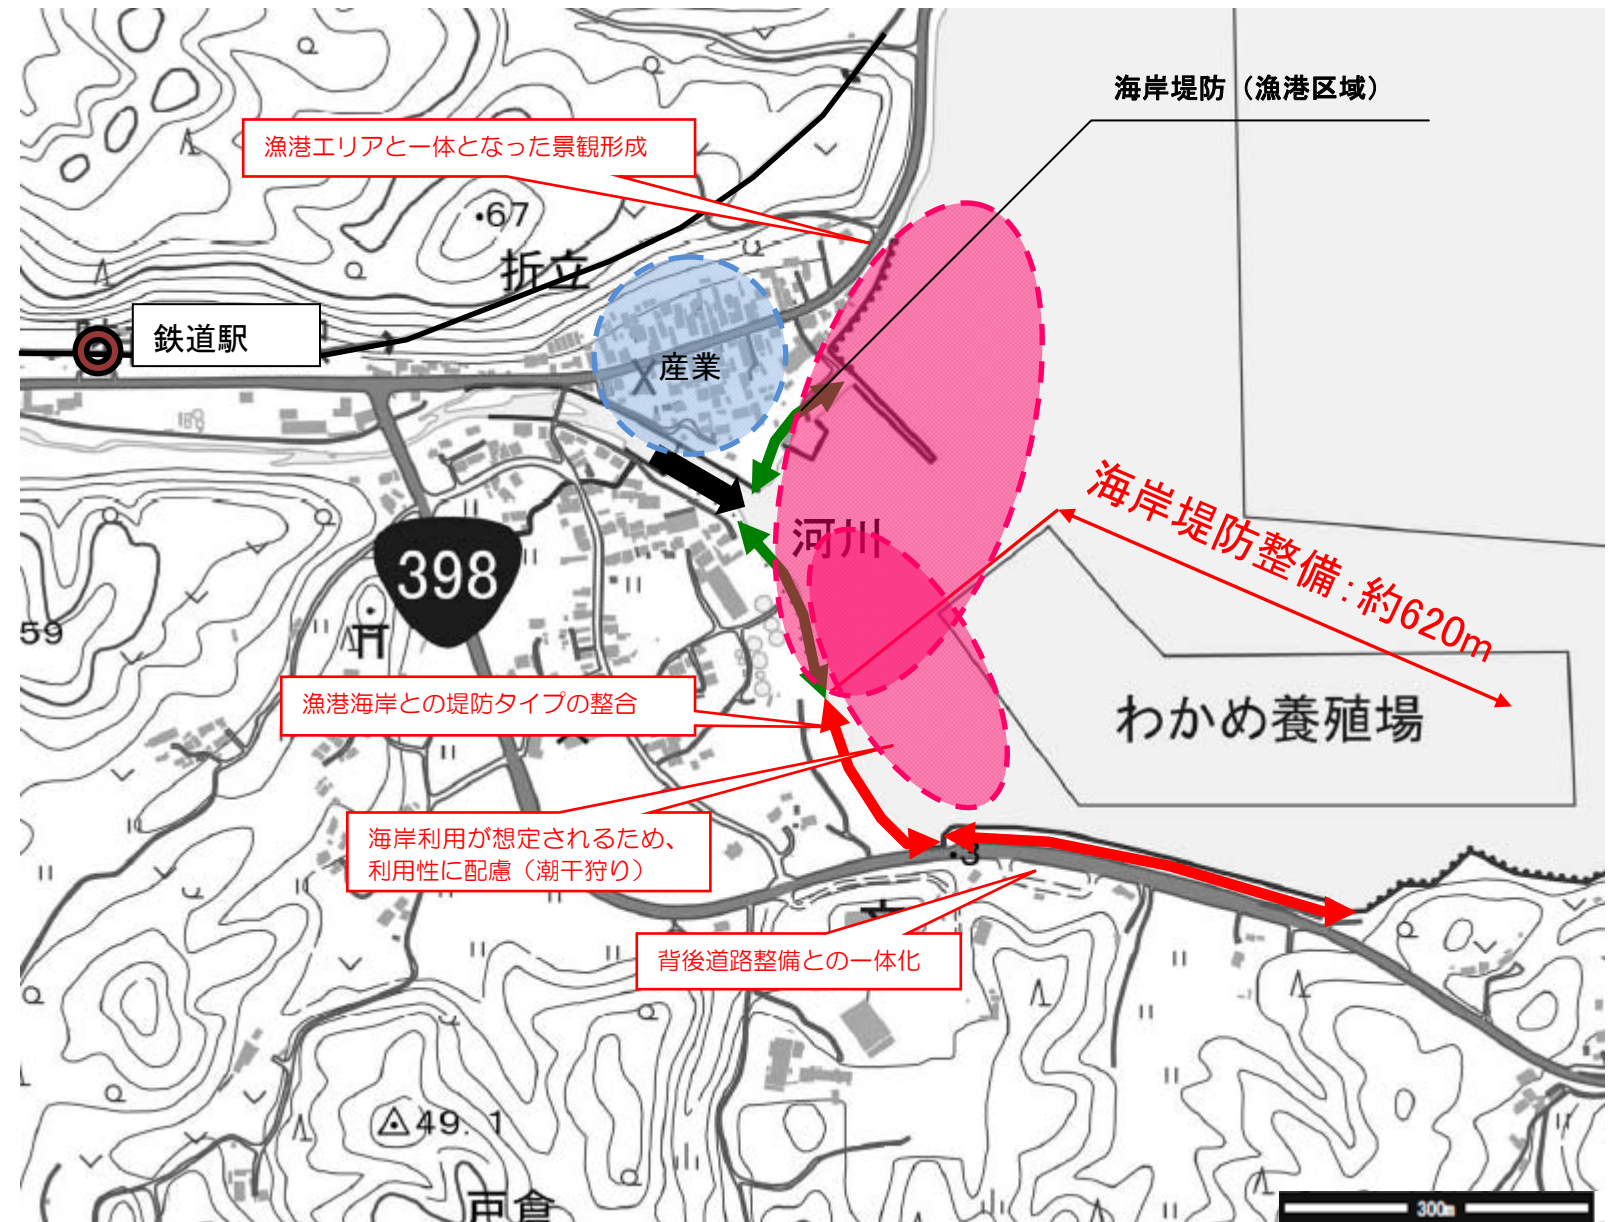 海岸堤防（漁港区域）
漁港エリアと一体となった景観形成
・67
折立
鉄道駅
産業
398
河川
海岸堤防整備：約620m
59
漁港海岸との堤防タイプの整合
わかめ養殖場
海岸利用が想定されるため、
利用性に配慮（潮干狩り）
・3
背後道路整備との一体化
49.1
戸倉
300m